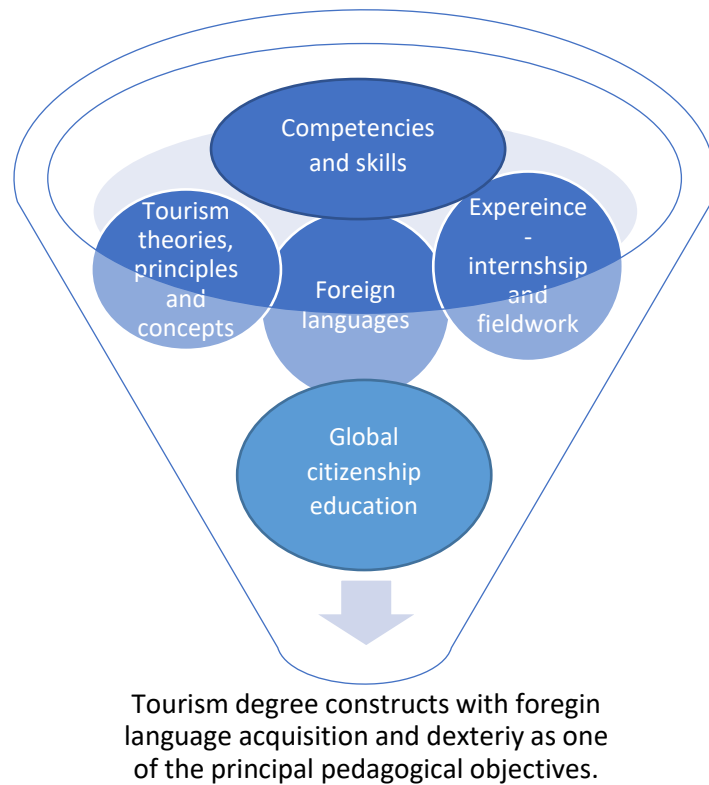 Competencies
and skills
Tourism
theories,
principles
and
concepts
Foreign
languages
Expereince
-
internshsip
and
fieldwork
Global
citizenship
education
Tourism degree constructs with foregin
language acquisition and dexteriy as one
of the principal pedagogical objectives.